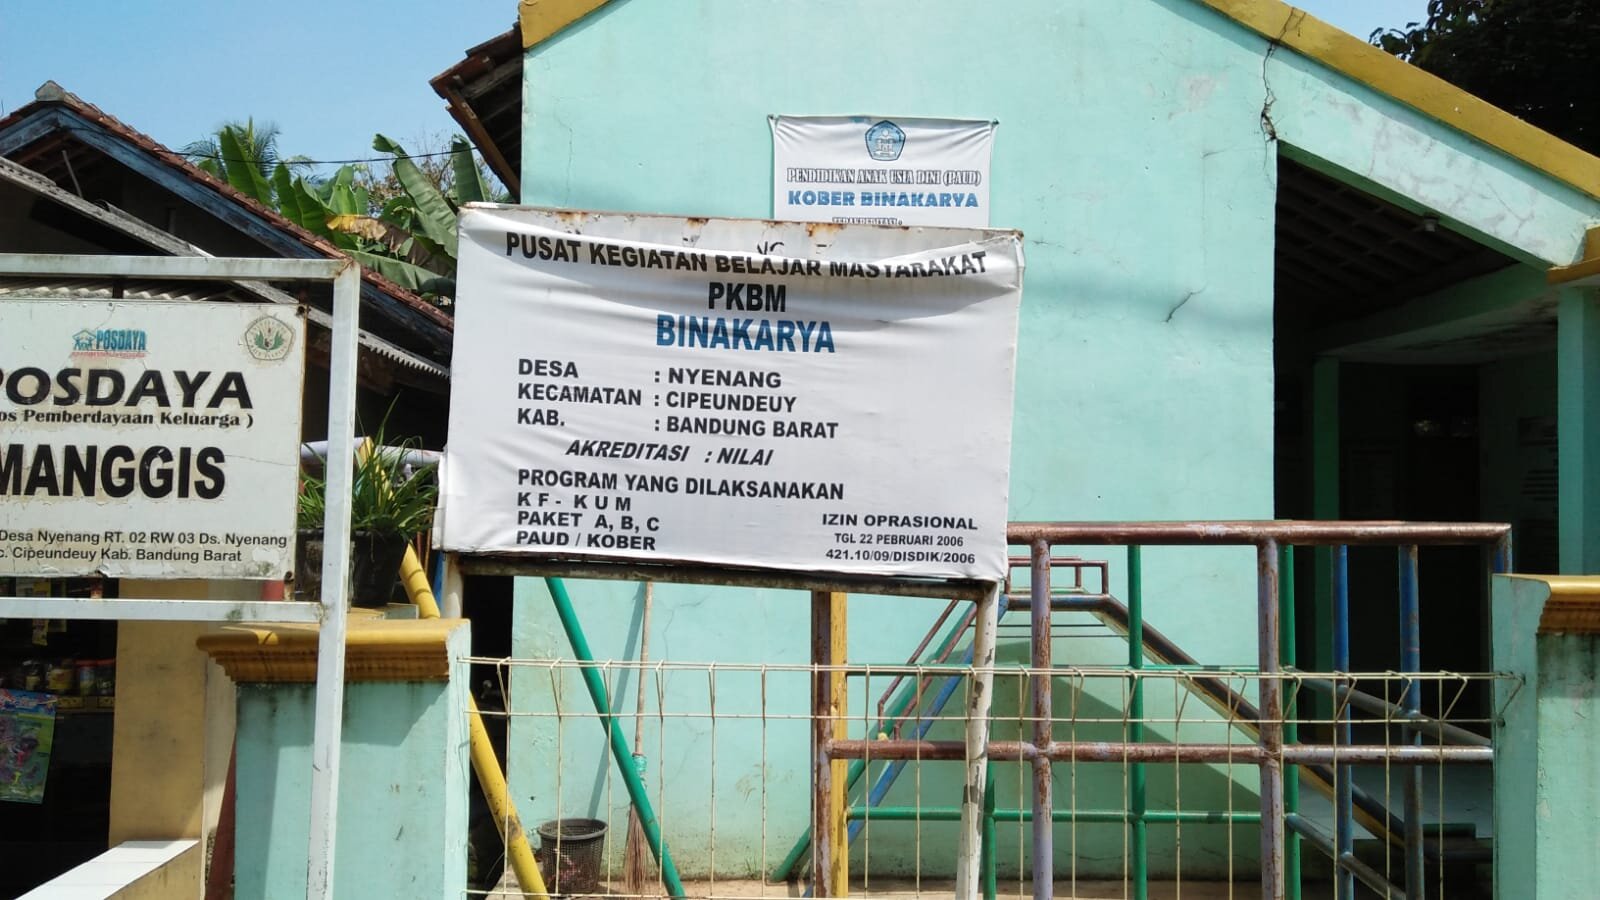 PENDIDIKAN ANAK USIA DINI (PAUD)
KOBER BINAKARYA
TERAKREDITASI :
PUSAT KEGIATAN BELAJAR MASYARAKAT
PKBM
BINAKARYA
DESA : NYENANG
KECAMATAN : CIPEUNDEUY
KAB. : BANDUNG BARAT
AKREDITASI : NILAI
PROGRAM YANG DILAKSANAKAN
K F - K U M
PAKET A, B, C
PAUD / KOBER
IZIN OPRASIONAL
TGL 22 PEBRUARI 2006
421.10/09/DISDIK/2006
POSDAYA
POSDAYA
os Pemberdayaan Keluarga )
MANGGIS
Desa Nyenang RT. 02 RW 03 Ds. Nyenang
c. Cipeundeuy Kab. Bandung Barat